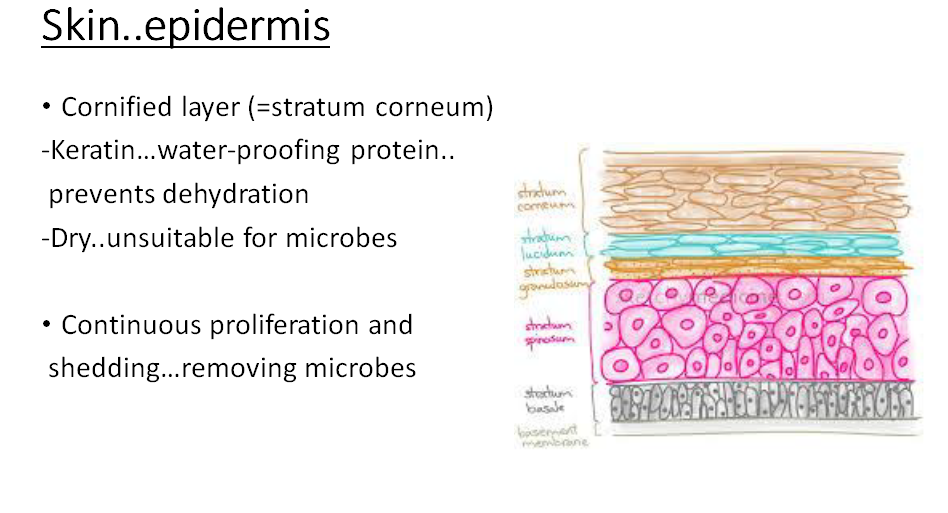 Skin..epidermis
• Cornified layer (=stratum corneum)
-Keratin...water-proofing protein..
prevents dehydration
-Dry..unsuitable for microbes
• Continuous proliferation and
shedding...removing microbes
stratum
corneum
stratum
lucidum
stratum
granulosum
stratum
spinosum
stratum
basale
basement
membrane